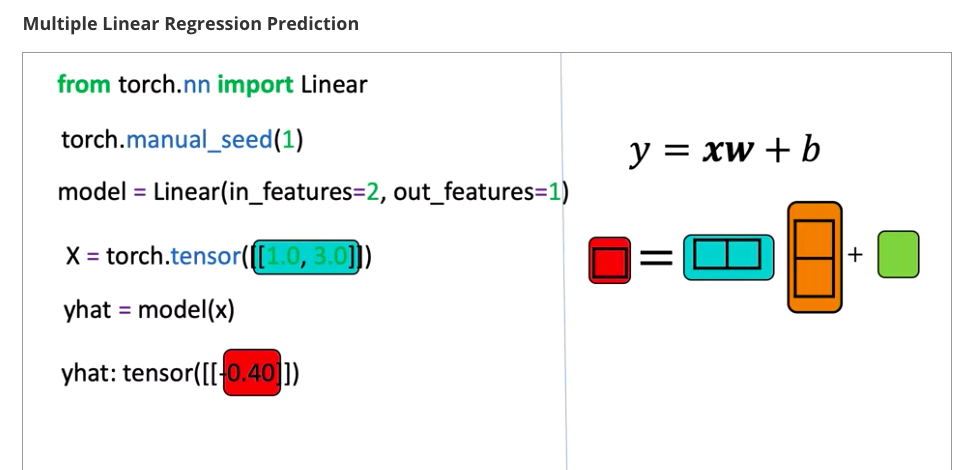 Multiple Linear Regression Prediction
from torch.nn import Linear
torch.manual_seed(1)
model = Linear(in_features=2, out_features=1)
X = torch.tensor([[1.0, 3.0]])
yhat = model(x)
yhat: tensor([[-0.40]])
y = xw + b
= +